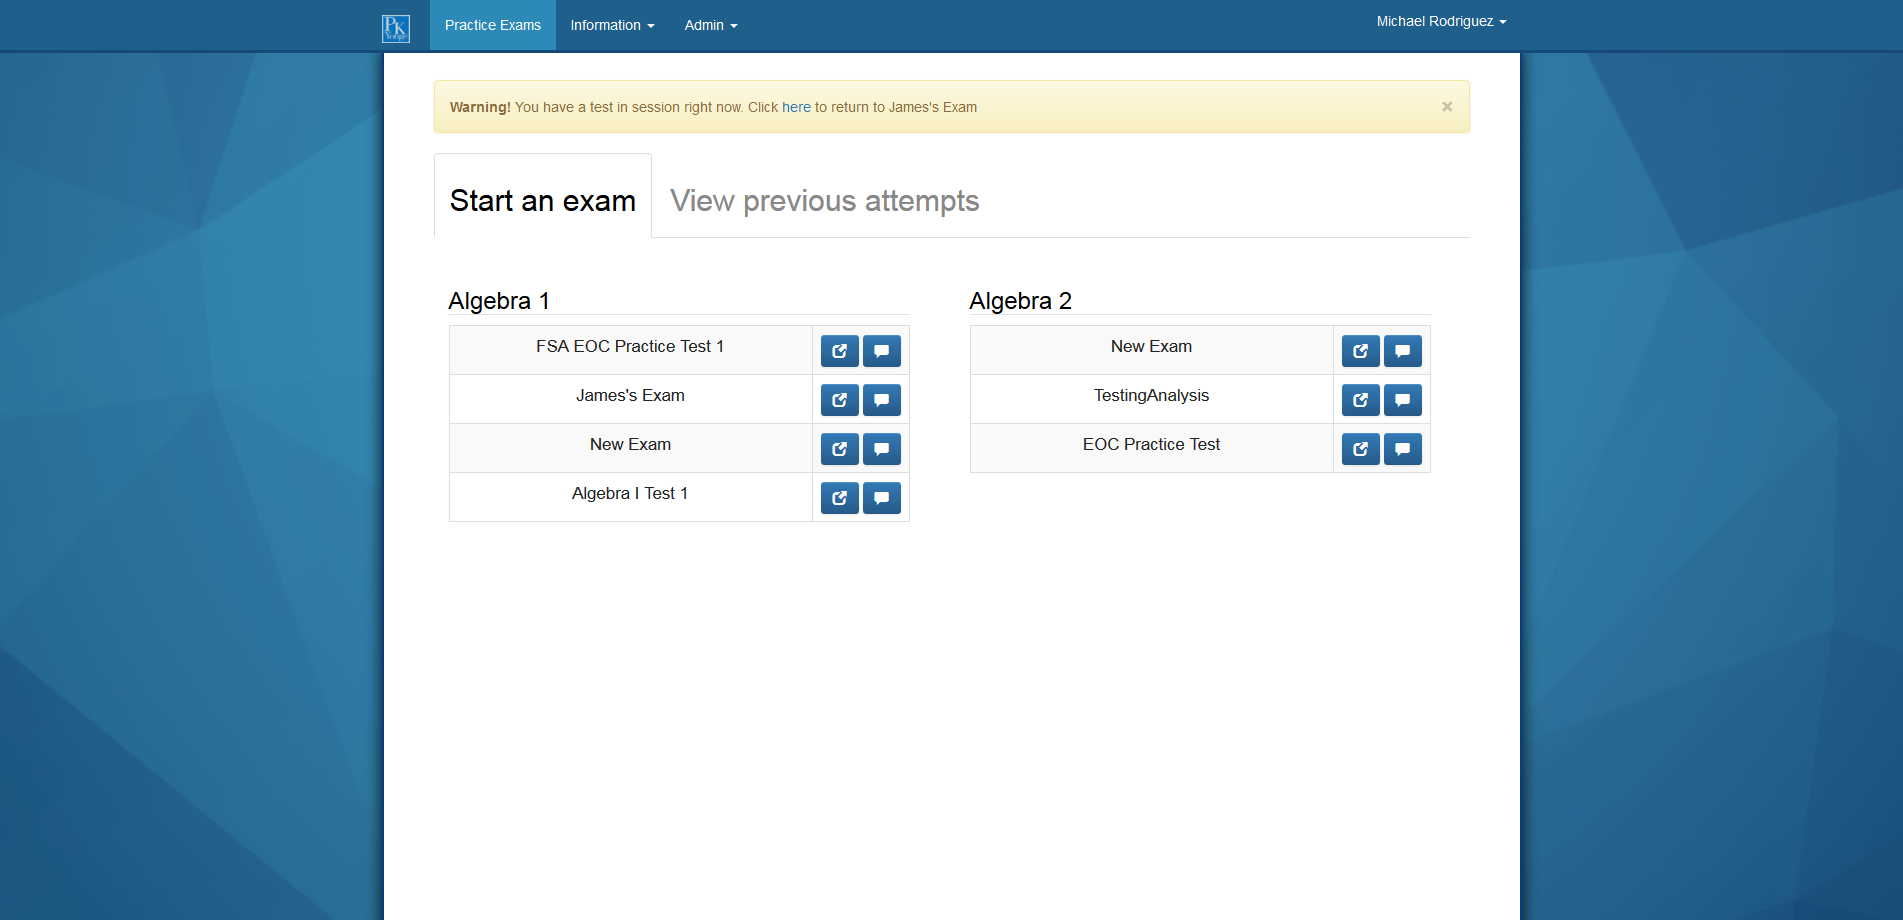 PK
Yonge
Practice Exams
Information
Admin
Michael Rodriguez
Warning! You have a test in session right now. Click here to return to James's Exam
×
Start an exam
View previous attempts
Algebra 1
FSA EOC Practice Test 1
James's Exam
New Exam
Algebra I Test 1
Algebra 2
New Exam
TestingAnalysis
EOC Practice Test